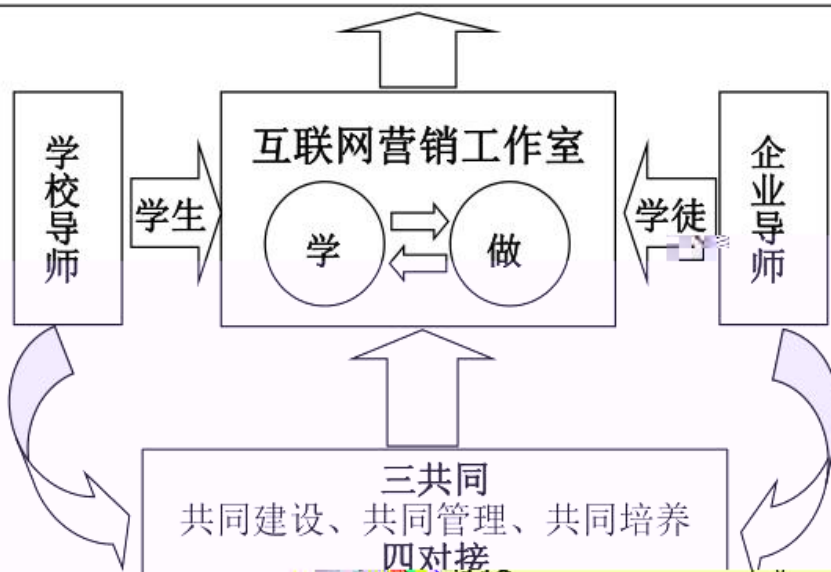 互联网营销工作室
学校导师
学生
学
做
学徒
企业导师
三共同
共同建设、共同管理、共同培养
四对接